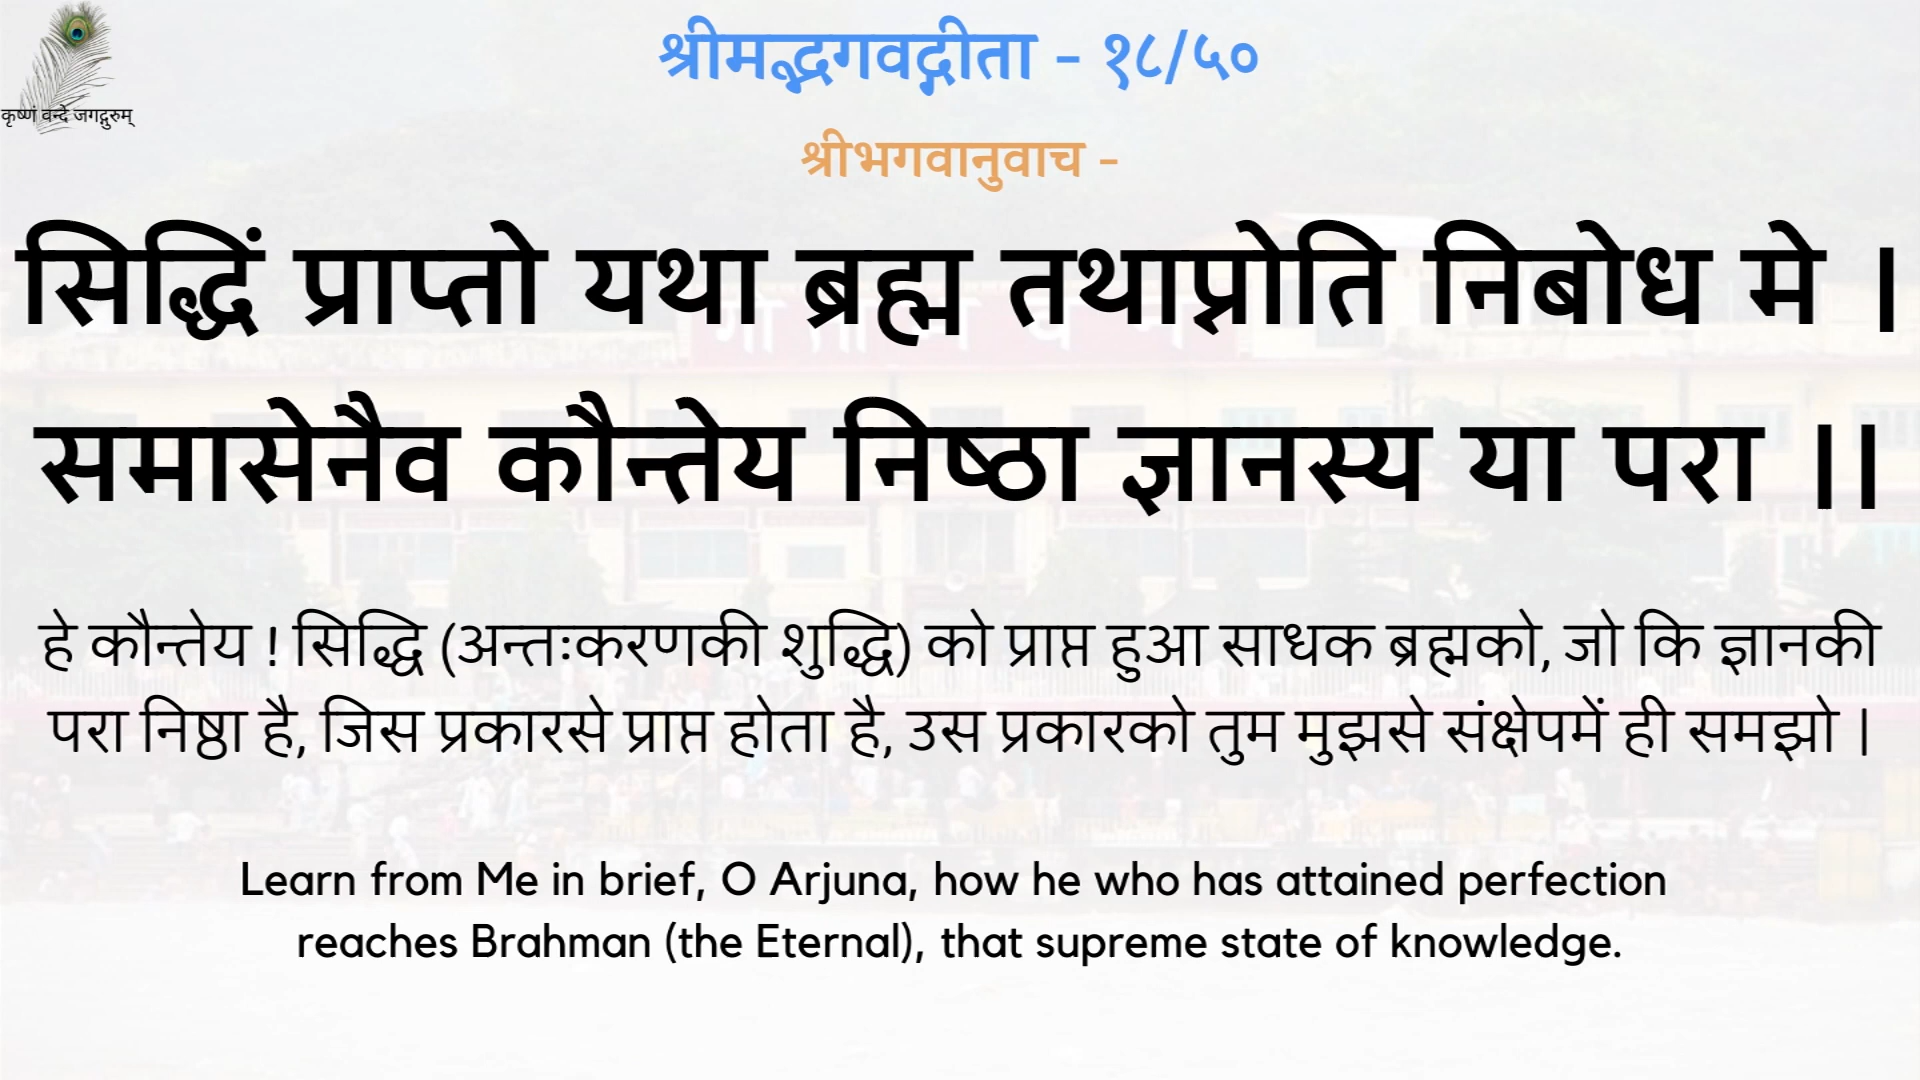 श्रीमद्भगवद्गीता - १८/५०
कृष्णं वन्दे जगद्गुरुम्
श्रीभगवानुवाच -
सिद्धिं प्राप्तो यथा ब्रह्म तथाप्नोति निबोध मे |
समासेनैव कौन्तेय निष्ठा ज्ञानस्य या परा ||
हे कौन्तेय ! सिद्धि (अन्तःकरणकी शुद्धि) को प्राप्त हुआ साधक ब्रह्मको, जो कि ज्ञानकी
परा निष्ठा है, जिस प्रकारसे प्राप्त होता है, उस प्रकारको तुम मुझसे संक्षेपमें ही समझो |
Learn from Me in brief, O Arjuna, how he who has attained perfection
reaches Brahman (the Eternal), that supreme state of knowledge.